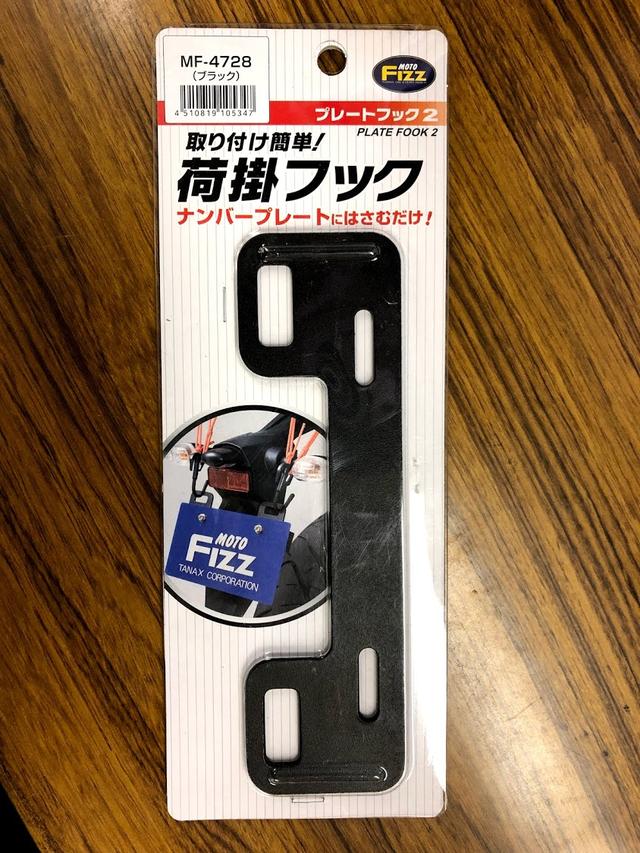 MF-4728
(ブラック)
4 510819 105347
MOTO
FIZZ
プレートフック2
PLATE FOOK 2
取り付け簡単!
荷掛フック
ナンバープレートにはさむだけ!
MOTO
FIZZ
TANAX CORPORATION